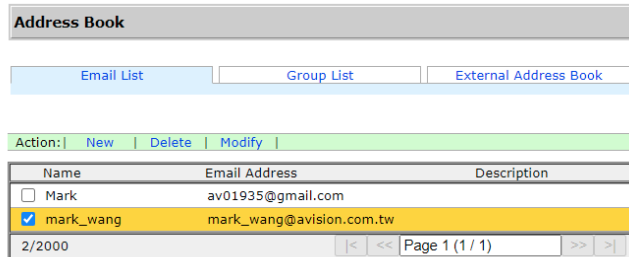 Address Book
Email List Group List External Address Book
Action:| New | Delete | Modify |
Name Email Address Description
Mark av01935@gmail.com
mark_wang mark_wang@avision.com.tw
2/2000 |< << Page 1 (1 / 1) >> >|